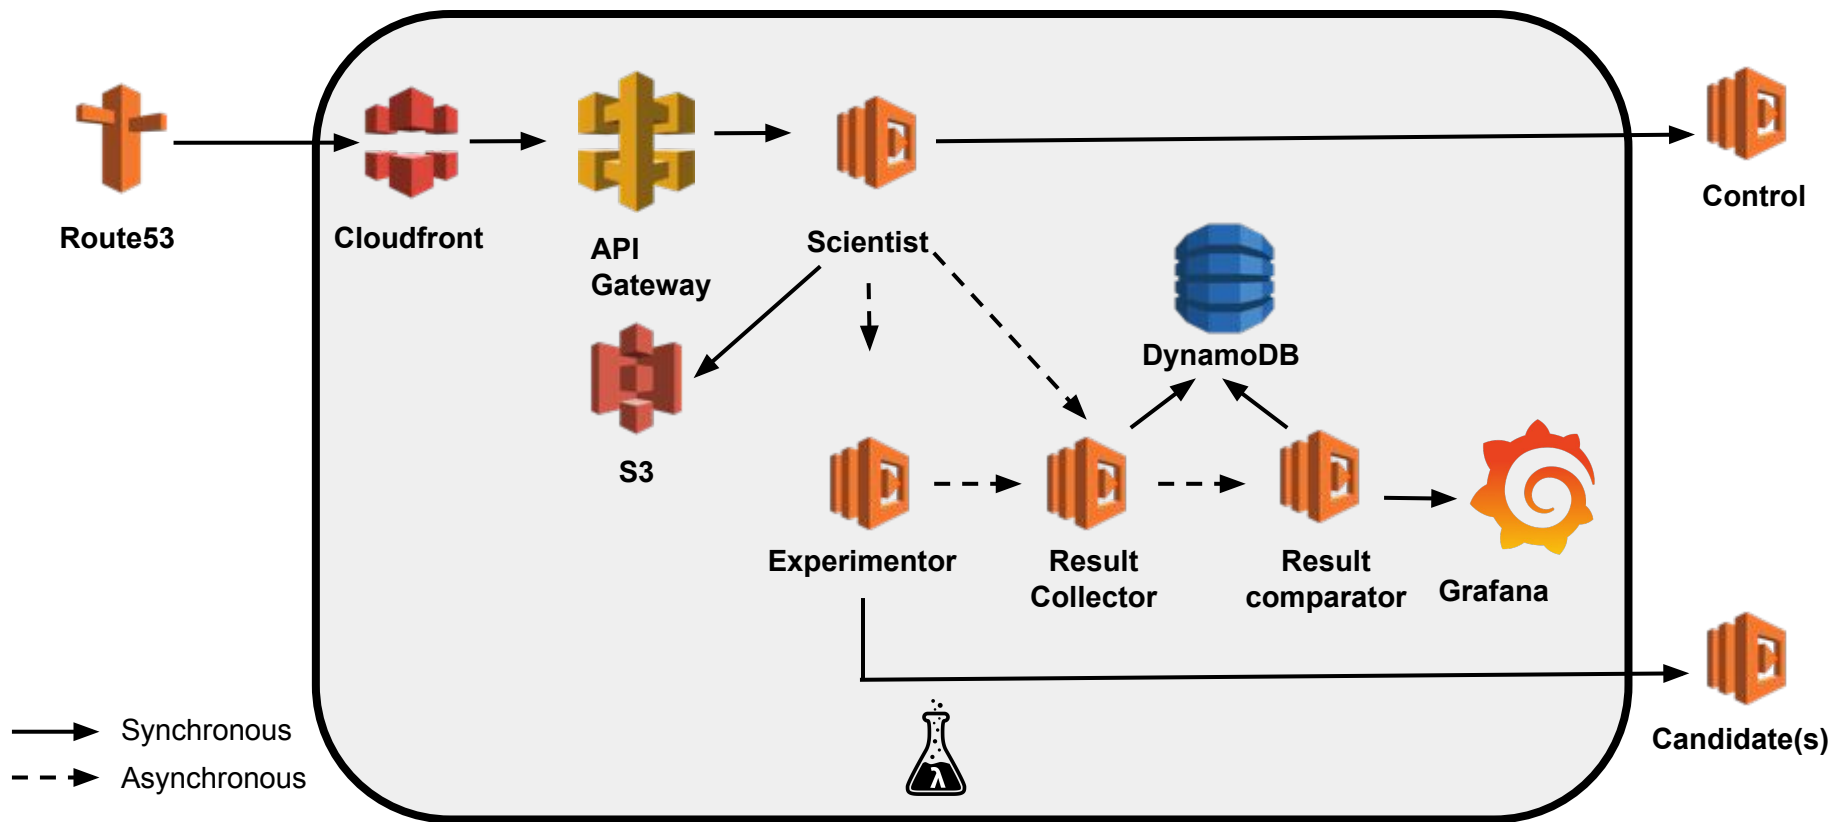 Route53
Cloudfront
API
Gateway
Scientist
Control
DynamoDB
S3
Experimentor
Result
Collector
Result
comparator
Grafana
Candidate(s)
Synchronous
Asynchronous
λ